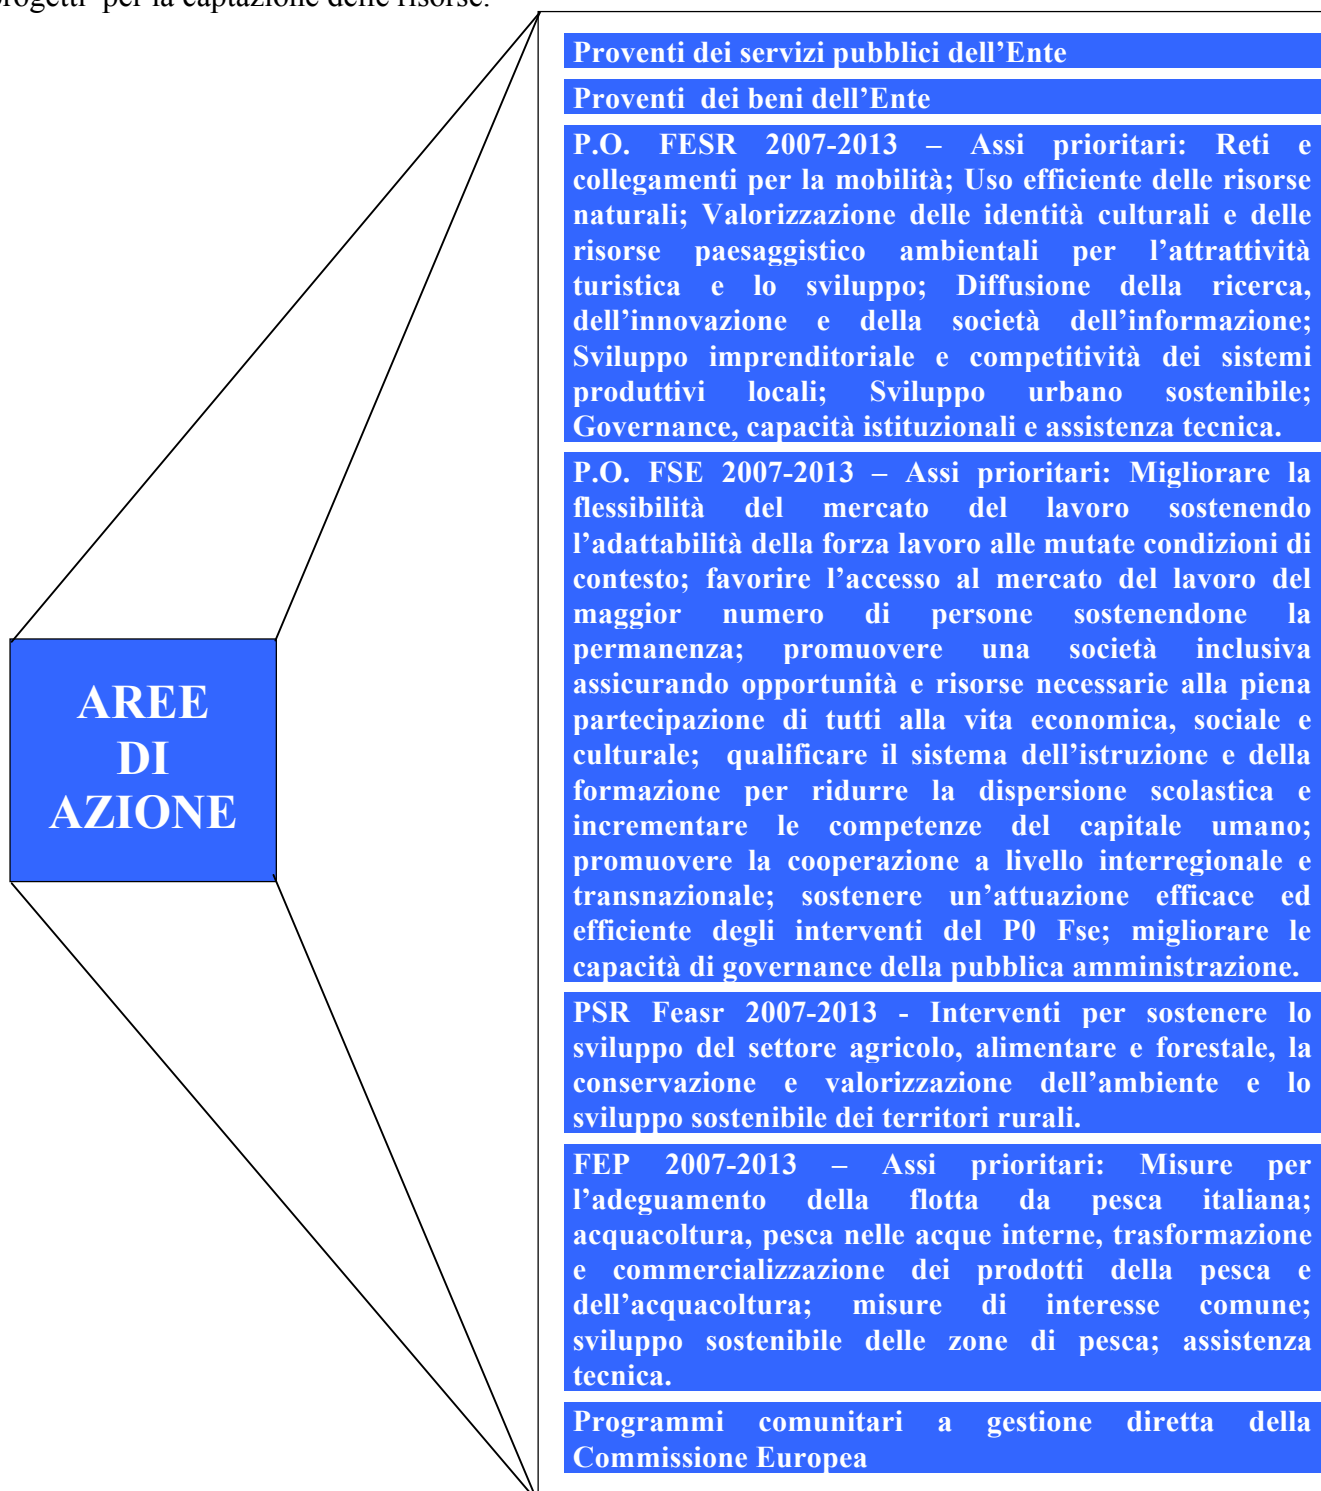 progetti per la captazione delle risorse.
Proventi dei servizi pubblici dell’Ente
Proventi dei beni dell’Ente
P.O. FESR 2007-2013 – Assi prioritari: Reti e
collegamenti per la mobilità; Uso efficiente delle risorse
naturali; Valorizzazione delle identità culturali e delle
risorse paesaggistico ambientali per l’attrattività
turistica e lo sviluppo; Diffusione della ricerca,
dell’innovazione e della società dell’informazione;
Sviluppo imprenditoriale e competitività dei sistemi
produttivi locali; Sviluppo urbano sostenibile;
Governance, capacità istituzionali e assistenza tecnica.
P.O. FSE 2007-2013 – Assi prioritari: Migliorare la
flessibilità del mercato del lavoro sostenendo
l’adattabilità della forza lavoro alle mutate condizioni di
contesto; favorire l’accesso al mercato del lavoro del
maggior numero di persone sostenendone la
permanenza; promuovere una società inclusiva
assicurando opportunità e risorse necessarie alla piena
partecipazione di tutti alla vita economica, sociale e
culturale; qualificare il sistema dell’istruzione e della
formazione per ridurre la dispersione scolastica e
incrementare le competenze del capitale umano;
promuovere la cooperazione a livello interregionale e
transnazionale; sostenere un’attuazione efficace ed
efficiente degli interventi del P0 Fse; migliorare le
capacità di governance della pubblica amministrazione.
PSR Feasr 2007-2013 - Interventi per sostenere lo
sviluppo del settore agricolo, alimentare e forestale, la
conservazione e valorizzazione dell’ambiente e lo
sviluppo sostenibile dei territori rurali.
FEP 2007-2013 – Assi prioritari: Misure per
l’adeguamento della flotta da pesca italiana;
acquacoltura, pesca nelle acque interne, trasformazione
e commercializzazione dei prodotti della pesca e
dell’acquacoltura; misure di interesse comune;
sviluppo sostenibile delle zone di pesca; assistenza
tecnica.
Programmi comunitari a gestione diretta della
Commissione Europea
AREE
DI
AZIONE